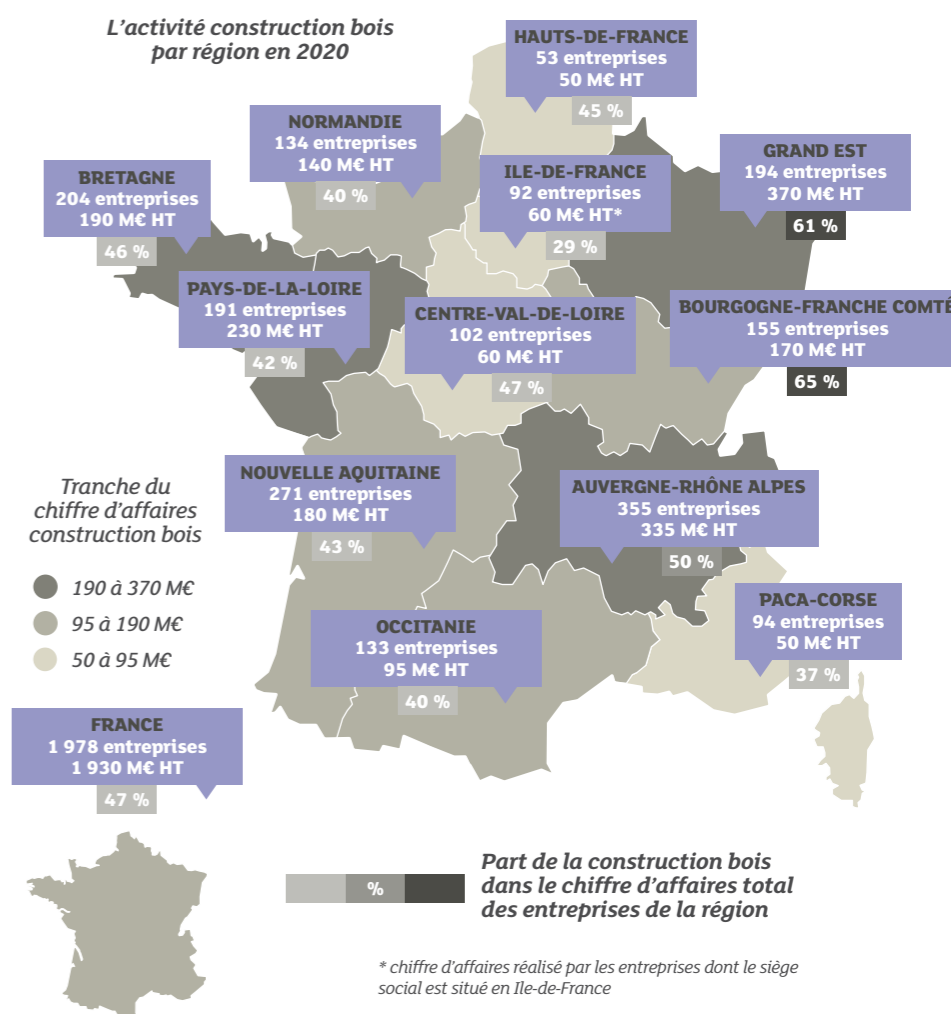 L'activité construction bois
par région en 2020
HAUTS-DE-FRANCE
53 entreprises
50 M€ HT
45 %
NORMANDIE
134 entreprises
140 M€ HT
40 %
ILE-DE-FRANCE
92 entreprises
60 M€ HT*
29 %
GRAND EST
194 entreprises
370 M€ HT
61 %
BRETAGNE
204 entreprises
190 M€ HT
46 %
PAYS-DE-LA-LOIRE
191 entreprises
230 M€ HT
42 %
CENTRE-VAL-DE-LOIRE
102 entreprises
60 M€ HT
47 %
BOURGOGNE-FRANCHE COMTÉ
155 entreprises
170 M€ HT
65 %
NOUVELLE AQUITAINE
271 entreprises
180 M€ HT
43 %
AUVERGNE-RHÔNE ALPES
355 entreprises
335 M€ HT
50 %
Tranche du
chiffre d'affaires
construction bois
190 à 370 M€
95 à 190 M€
50 à 95 M€
OCCITANIE
133 entreprises
95 M€ HT
40 %
PACA-CORSE
94 entreprises
50 M€ HT
37 %
FRANCE
1 978 entreprises
1 930 M€ HT
47 %
%
Part de la construction bois
dans le chiffre d'affaires total
des entreprises de la région
* chiffre d'affaires réalisé par les entreprises dont le siège
social est situé en Ile-de-France